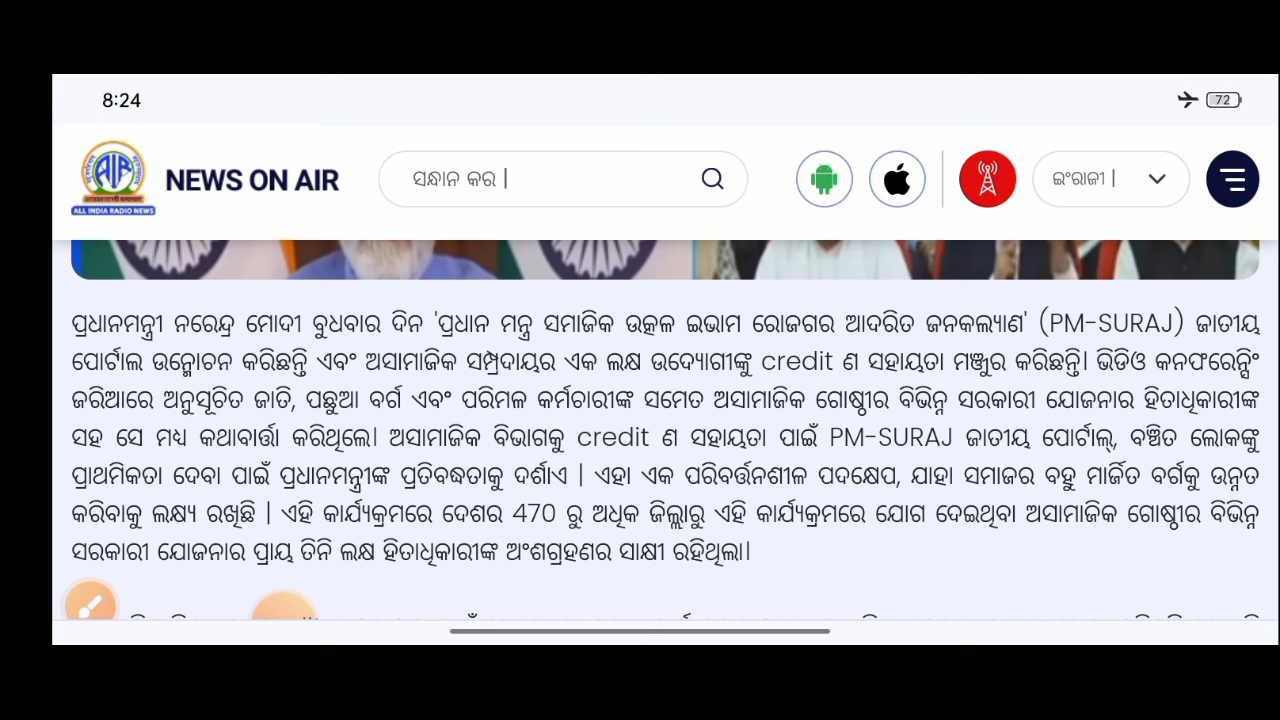 8:24
72
NEWS ON AIR
ALL INDIA RADIO NEWS
ସନ୍ଧାନ କର |
ଇଂରାଜୀ |
ପ୍ରଧାନମନ୍ତ୍ରୀ ନରେନ୍ଦ୍ର ମୋଦୀ ବୁଧବାର ଦିନ 'ପ୍ରଧାନ ମନ୍ତ୍ର ସମାଜିକ ଉତ୍କଳ ଇଭାମ ରୋଜଗର ଆଦରିତ ଜନକଲ୍ୟାଣ' (PM-SURAJ) ଜାତୀୟ
ପୋର୍ଟାଲ ଉନ୍ମୋଚନ କରିଛନ୍ତି ଏବଂ ଅସାମାଜିକ ସମ୍ପ୍ରଦାୟର ଏକ ଲକ୍ଷ ଉଦ୍ୟୋଗୀଙ୍କୁ credit ଣ ସହାୟତା ମଞ୍ଜୁର କରିଛନ୍ତି। ଭିଡିଓ କନଫରେନ୍ସିଂ
ଜରିଆରେ ଅନୁସୂଚିତ ଜାତି, ପଛୁଆ ବର୍ଗ ଏବଂ ପରିମଳ କର୍ମଚାରୀଙ୍କ ସମେତ ଅସାମାଜିକ ଗୋଷ୍ଠୀର ବିଭିନ୍ନ ସରକାରୀ ଯୋଜନାର ହିତାଧିକାରୀଙ୍କ
ସହ ସେ ମଧ୍ୟ କଥାବାର୍ତ୍ତା କରିଥିଲେ। ଅସାମାଜିକ ବିଭାଗକୁ credit ଣ ସହାୟତା ପାଇଁ PM-SURAJ ଜାତୀୟ ପୋର୍ଟାଲ୍, ବଞ୍ଚିତ ଲୋକଙ୍କୁ
ପ୍ରାଥମିକତା ଦେବା ପାଇଁ ପ୍ରଧାନମନ୍ତ୍ରୀଙ୍କ ପ୍ରତିବଦ୍ଧତାକୁ ଦର୍ଶାଏ | ଏହା ଏକ ପରିବର୍ତ୍ତନଶୀଳ ପଦକ୍ଷେପ, ଯାହା ସମାଜର ବହୁ ମାର୍ଜିତ ବର୍ଗକୁ ଉନ୍ନତ
କରିବାକୁ ଲକ୍ଷ୍ୟ ରଖିଛି | ଏହି କାର୍ଯ୍ୟକ୍ରମରେ ଦେଶର 470 ରୁ ଅଧିକ ଜିଲ୍ଲାରୁ ଏହି କାର୍ଯ୍ୟକ୍ରମରେ ଯୋଗ ଦେଇଥିବା ଅସାମାଜିକ ଗୋଷ୍ଠୀର ବିଭିନ୍ନ
ସରକାରୀ ଯୋଜନାର ପ୍ରାୟ ତିନି ଲକ୍ଷ ହିତାଧିକାରୀଙ୍କ ଅଂଶଗ୍ରହଣର ସାକ୍ଷୀ ରହିଥିଲା।